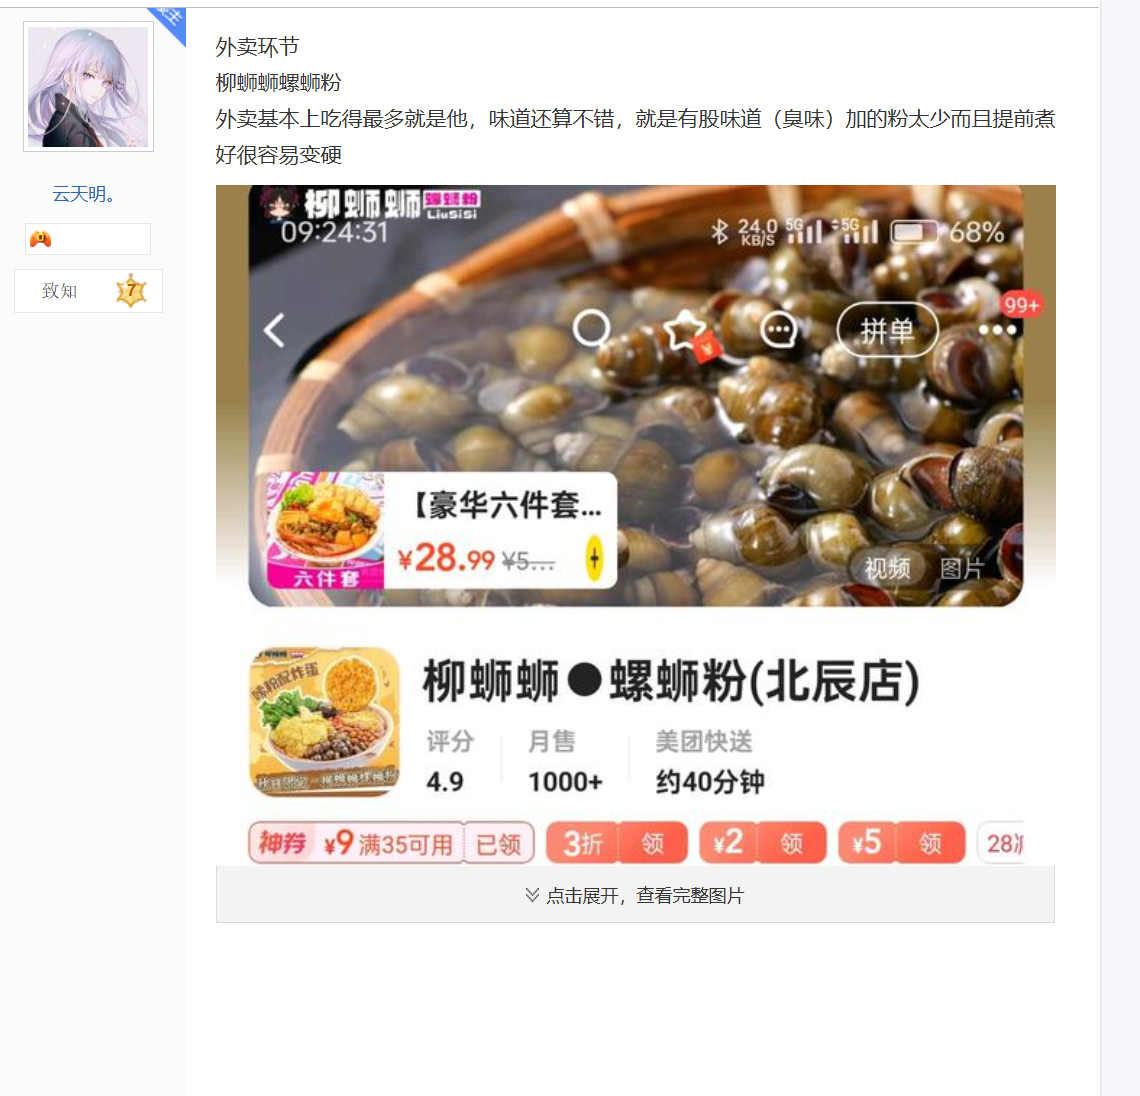 楼主
外卖环节
柳蛳蛳螺蛳粉
外卖基本上吃得最多就是他，味道还算不错，就是有股味道（臭味）加的粉太少而且提前煮
好很容易变硬
云天明。
致知
7
柳蛳蛳螺蛳粉
LiuSiSi
09:24:31
24.0 KB/S 5G 5G 68%
拼单
99+
【豪华六件套...
¥28.99 ¥5...
六件套
视频 图片
柳蛳蛳●螺蛳粉(北辰店)
评分 月售 美团快送
4.9 1000+ 约40分钟
神券 ¥9满35可用 已领 3折 领 ¥2 领 ¥5 领 28减
点击展开，查看完整图片